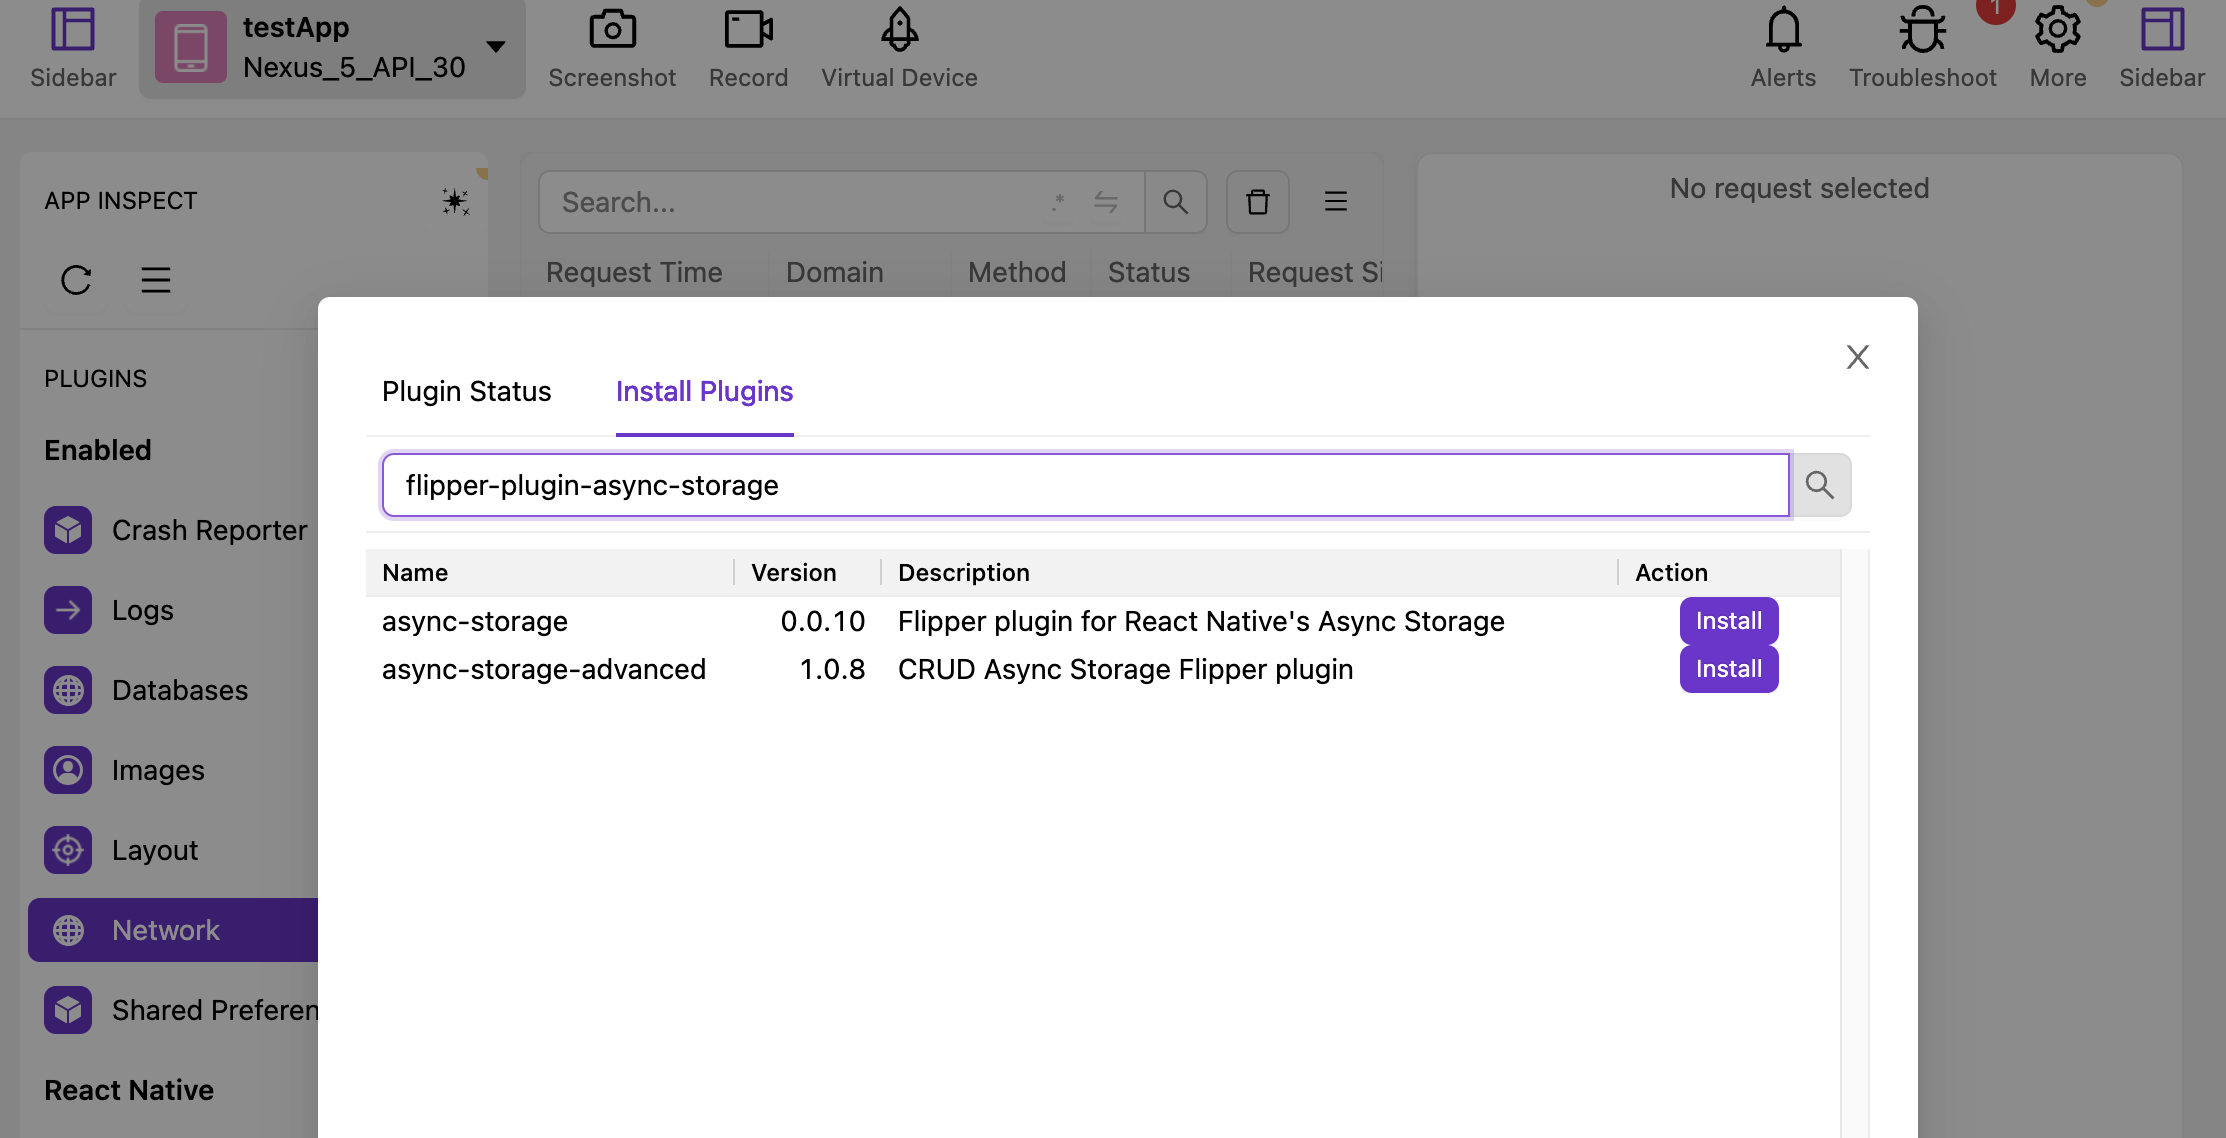 testApp
Nexus_5_API_30
Sidebar
Screenshot
Record
Virtual Device
Alerts
Troubleshoot
1
More
Sidebar
APP INSPECT
Search...
.*
No request selected
Request Time Domain Method Status Request Si
PLUGINS
Enabled
Crash Reporter
Logs
Databases
Images
Layout
Network
Shared Preferen
React Native
Plugin Status Install Plugins
flipper-plugin-async-storage
Name Version Description Action
async-storage 0.0.10 Flipper plugin for React Native's Async Storage Install
async-storage-advanced 1.0.8 CRUD Async Storage Flipper plugin Install